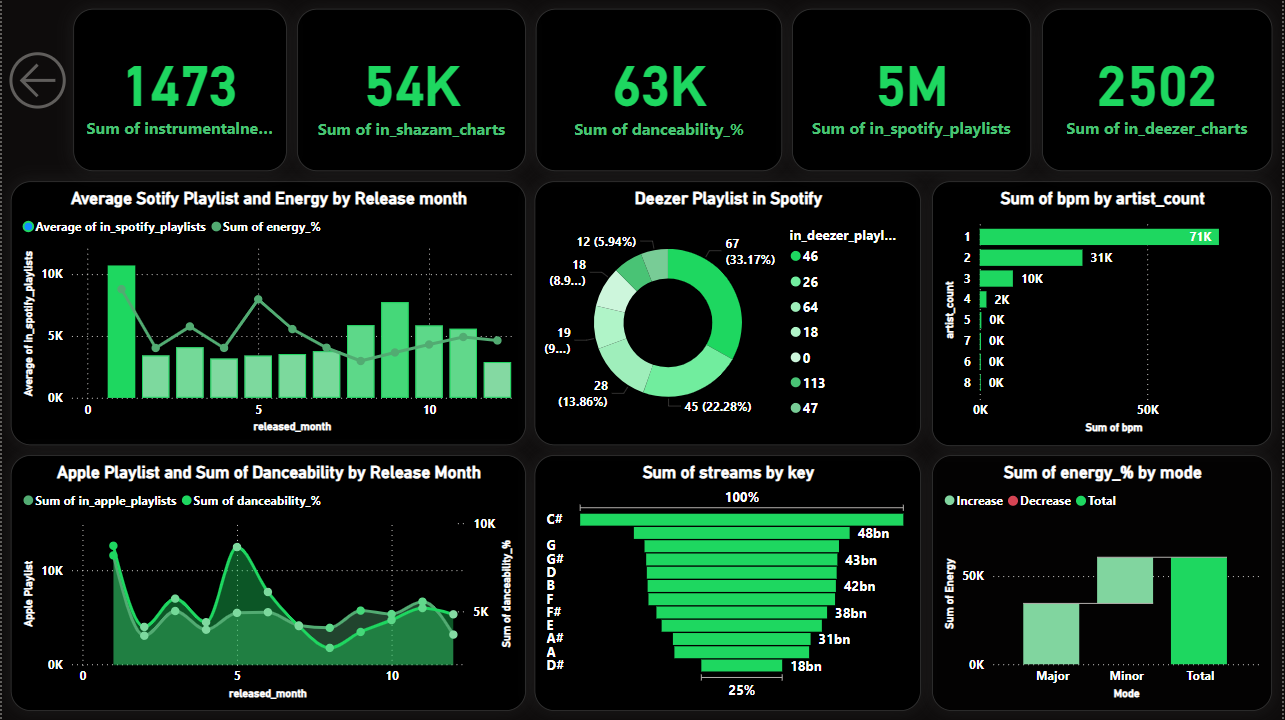 1473
Sum of instrumentalne...
54K
Sum of in_shazam_charts
63K
Sum of danceability_%
5M
Sum of in_spotify_playlists
2502
Sum of in_deezer_charts
Average Sotify Playlist and Energy by Release month
Average of in_spotify_playlists Sum of energy_%
Average of in_spotify_playlists
10K
5K
0K
0 5 10
released_month
Deezer Playlist in Spotify
12 (5.94%)
18
(8.9...)
19
(9...)
28
(13.86%)
45 (22.28%)
67
(33.17%)
in_deezer_playl...
46
26
64
18
0
113
47
Sum of bpm by artist_count
artist_count
1 71K
2 31K
3 10K
4 2K
5 0K
7 0K
6 0K
8 0K
0K 50K
Sum of bpm
Apple Playlist and Sum of Danceability by Release Month
Sum of in_apple_playlists Sum of danceability_%
Apple Playlist
10K
0K
10K
5K
Sum of danceability_%
0 5 10
released_month
Sum of streams by key
100%
C#
48bn
G
G# 43bn
D
B 42bn
F
F# 38bn
E
A# 31bn
A
D# 18bn
25%
Sum of energy_% by mode
Increase Decrease Total
Sum of Energy
50K
0K
Major Minor Total
Mode